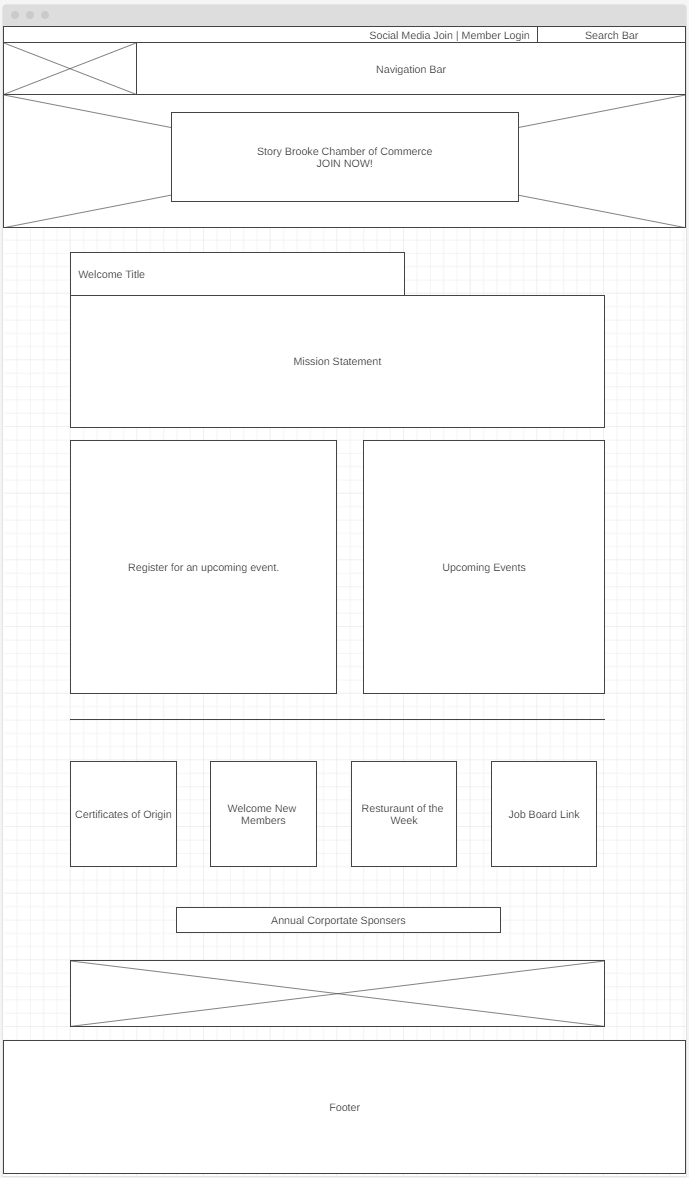 Social Media Join | Member Login
Search Bar
Navigation Bar
Story Brooke Chamber of Commerce
JOIN NOW!
Welcome Title
Mission Statement
Register for an upcoming event.
Upcoming Events
Certificates of Origin
Welcome New
Members
Resturaunt of the
Week
Job Board Link
Annual Corportate Sponsers
Footer